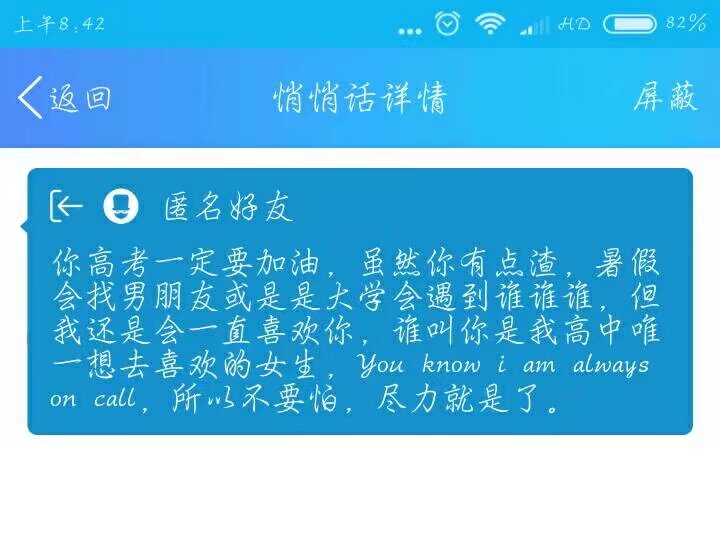 上午8:42
... HD 82%
返回 悄悄话详情 屏蔽
匿名好友
你高考一定要加油，虽然你有点渣，暑假
会找男朋友或是是大学会遇到谁谁谁，但
我还是会一直喜欢你，谁叫你是我高中唯
一想去喜欢的女生，You know i am always
on call，所以不要怕，尽力就是了。